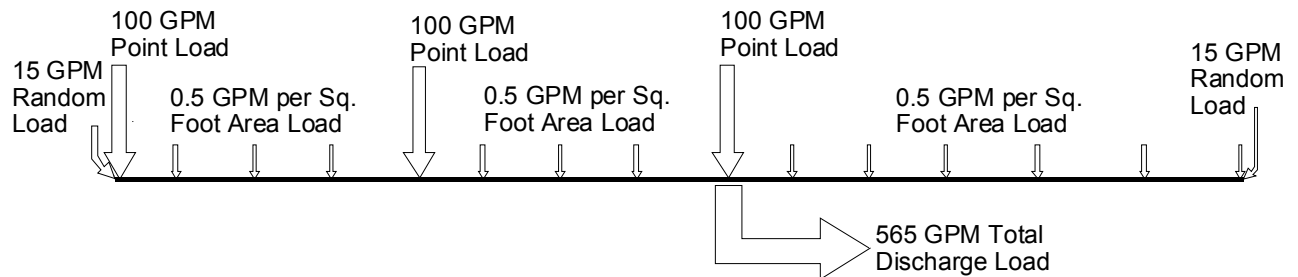 100 GPM
Point Load
100 GPM
Point Load
100 GPM
Point Load
15 GPM
Random
Load
15 GPM
Random
Load
0.5 GPM per Sq.
Foot Area Load
0.5 GPM per Sq.
Foot Area Load
0.5 GPM per Sq.
Foot Area Load
565 GPM Total
Discharge Load